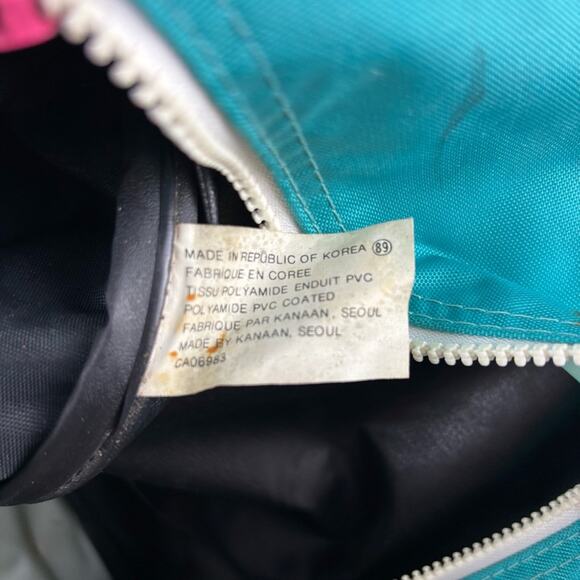 MADE IN REPUBLIC OF KOREA 89
FABRIQUE EN COREE
TISSU POLYAMIDE ENDUIT PVC
POLYAMIDE PVC COATED
FABRIQUE PAR KANAAN, SEOUL
MADE BY KANAAN, SEOUL
CA06983